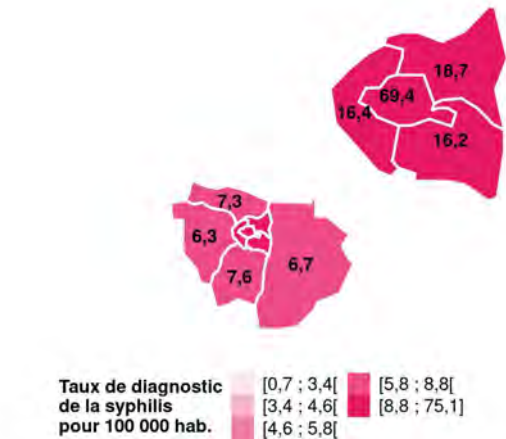 18,7
69,4
16,4
16,2
7,3
6,3
6,7
7,6
Taux de diagnostic
de la syphilis
pour 100 000 hab.
[0,7 ; 3,4[
[3,4 ; 4,6[
[4,6 ; 5,8[
[5,8 ; 8,8[
[8,8 ; 75,1]